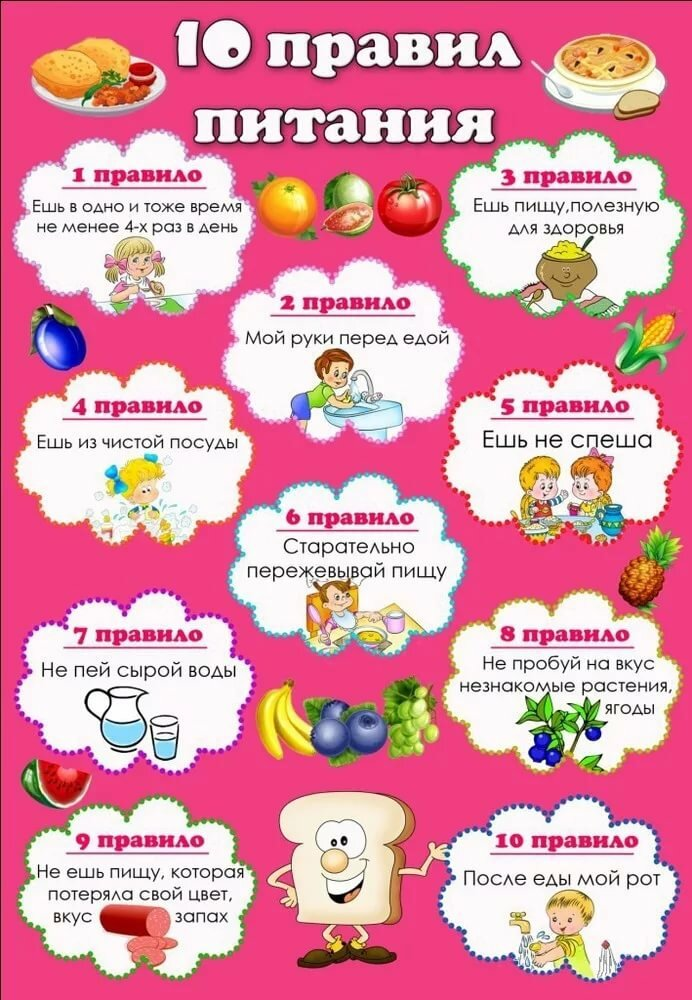 10 правил
питания
1 правило
Ешь в одно и тоже время
не менее 4-х раз в день
2 правило
Мой руки перед едой
3 правило
Ешь пищу,полезную
для здоровья
4 правило
Ешь из чистой посуды
5 правило
Ешь не спеша
6 правило
Старательно
пережевывай пищу
7 правило
Не пей сырой воды
8 правило
Не пробуй на вкус
незнакомые растения,
ягоды
9 правило
Не ешь пищу, которая
потеряла свой цвет,
вкус запах
10 правило
После еды мой рот